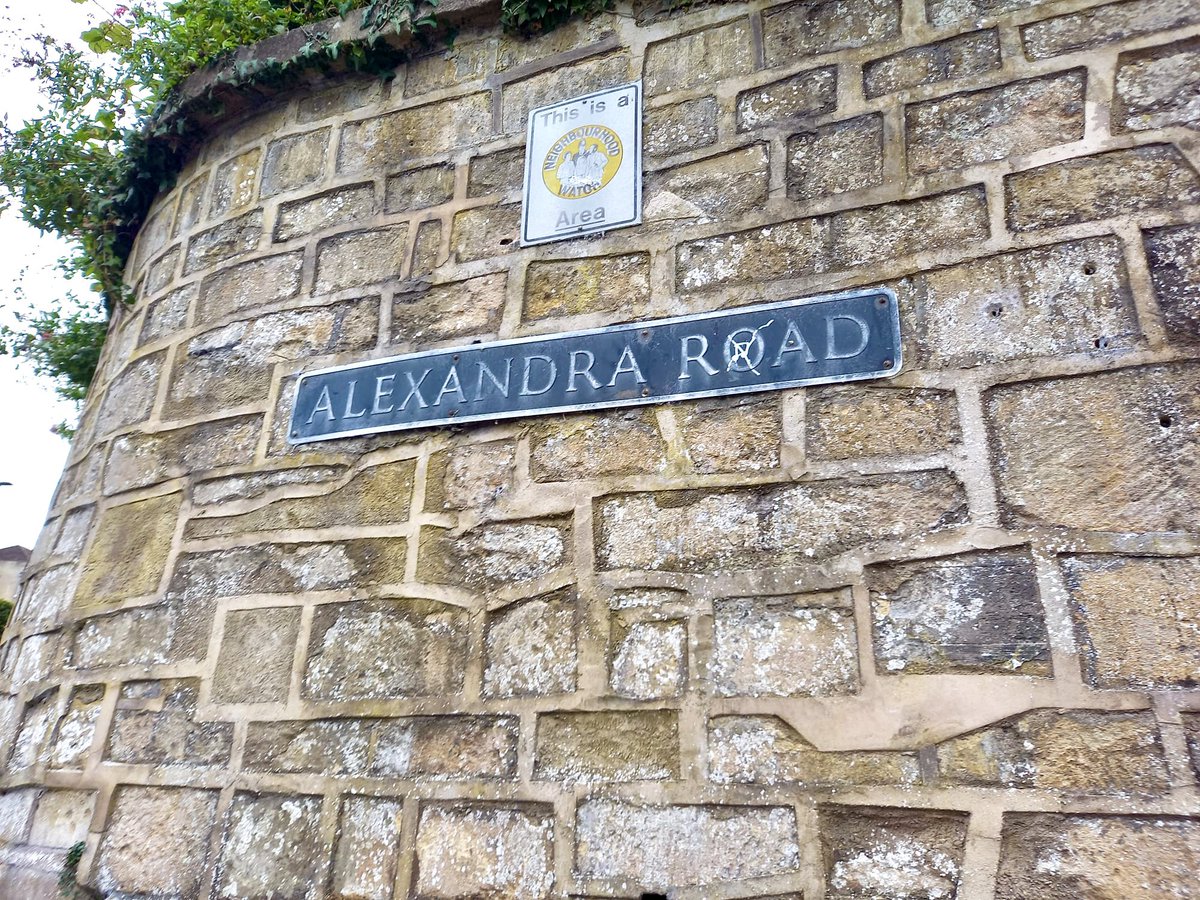 This is a
NEIGHBOURHOOD
WATCH
Area
ALEXANDRA ROAD